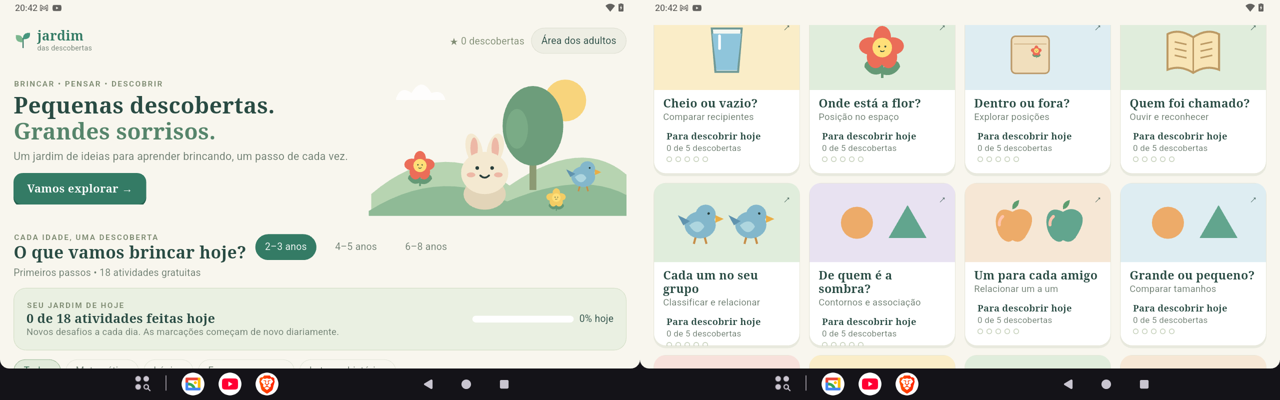 20:42
jardim
das descobertas
★ 0 descobertas
Área dos adultos
BRINCAR • PENSAR • DESCOBRIR
Pequenas descobertas.
Grandes sorrisos.
Um jardim de ideias para aprender brincando, um passo de cada vez.
Vamos explorar →
CADA IDADE, UMA DESCOBERTA
O que vamos brincar hoje?
2–3 anos
4–5 anos
6–8 anos
Primeiros passos • 18 atividades gratuitas
SEU JARDIM DE HOJE
0 de 18 atividades feitas hoje
Novos desafios a cada dia. As marcações começam de novo diariamente.
0% hoje
20:42
Cheio ou vazio?
Comparar recipientes
Para descobrir hoje
0 de 5 descobertas
Onde está a flor?
Posição no espaço
Para descobrir hoje
0 de 5 descobertas
Dentro ou fora?
Explorar posições
Para descobrir hoje
0 de 5 descobertas
Quem foi chamado?
Ouvir e reconhecer
Para descobrir hoje
0 de 5 descobertas
Cada um no seu
grupo
Classificar e relacionar
Para descobrir hoje
0 de 5 descobertas
De quem é a
sombra?
Contornos e associação
Para descobrir hoje
0 de 5 descobertas
Um para cada amigo
Relacionar um a um
Para descobrir hoje
0 de 5 descobertas
Grande ou pequeno?
Comparar tamanhos
Para descobrir hoje
0 de 5 descobertas